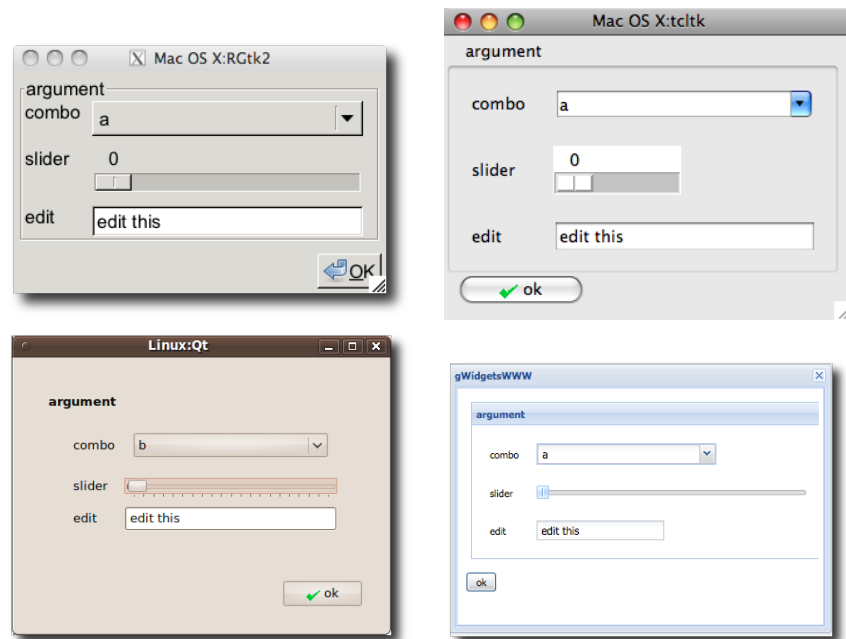 Mac OS X:RGtk2
argument
combo
a
slider
0
edit
edit this
OK
Mac OS X:tcltk
argument
combo
a
slider
0
edit
edit this
ok
Linux:Qt
argument
combo
b
slider
edit
edit this
ok
gWidgetsWWW
argument
combo
a
slider
edit
edit this
ok